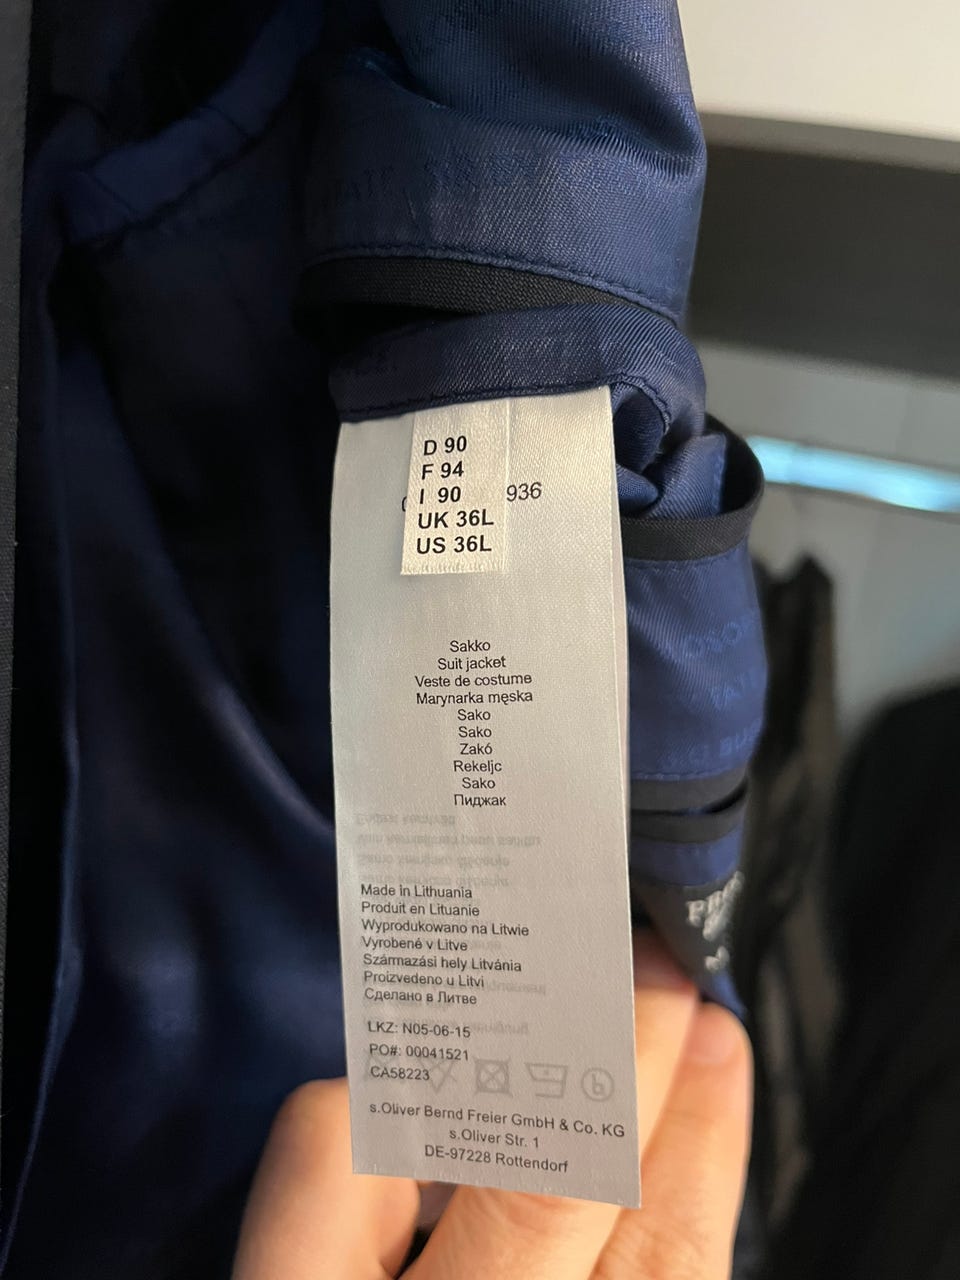 D 90
F 94
I 90
936
UK 36L
US 36L
Sakko
Suit jacket
Veste de costume
Marynarka męska
Sako
Sako
Zakó
Rekeljc
Sako
Пиджак
Made in Lithuania
Produit en Lituanie
Wyprodukowano na Litwie
Vyrobené v Litve
Származási hely Litvánia
Proizvedeno u Litvi
Сделано в Литве
LKZ: N05-06-15
PO#: 00041521
CA58223
s.Oliver Bernd Freier GmbH & Co. KG
s.Oliver Str. 1
DE-97228 Rottendorf